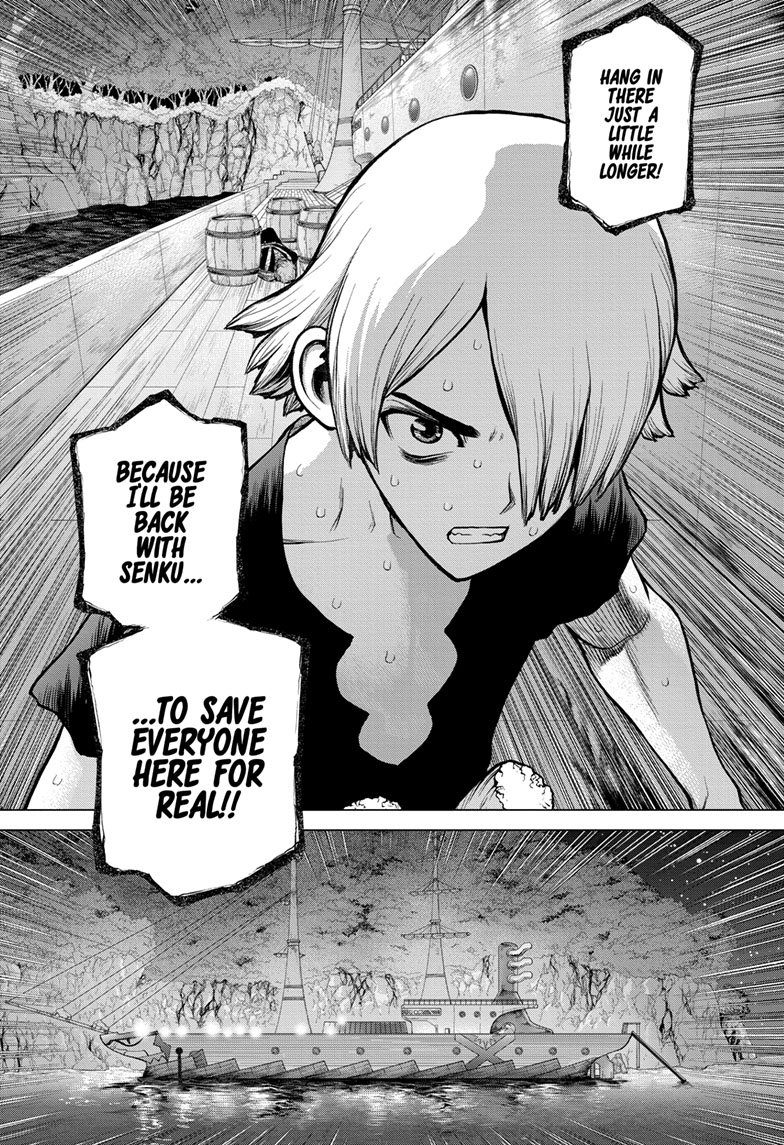 HANG IN
THERE
JUST A
LITTLE
WHILE
LONGER!
BECAUSE
I'LL BE
BACK
WITH
SENKU...
...TO SAVE
EVERYONE
HERE FOR
REAL!!